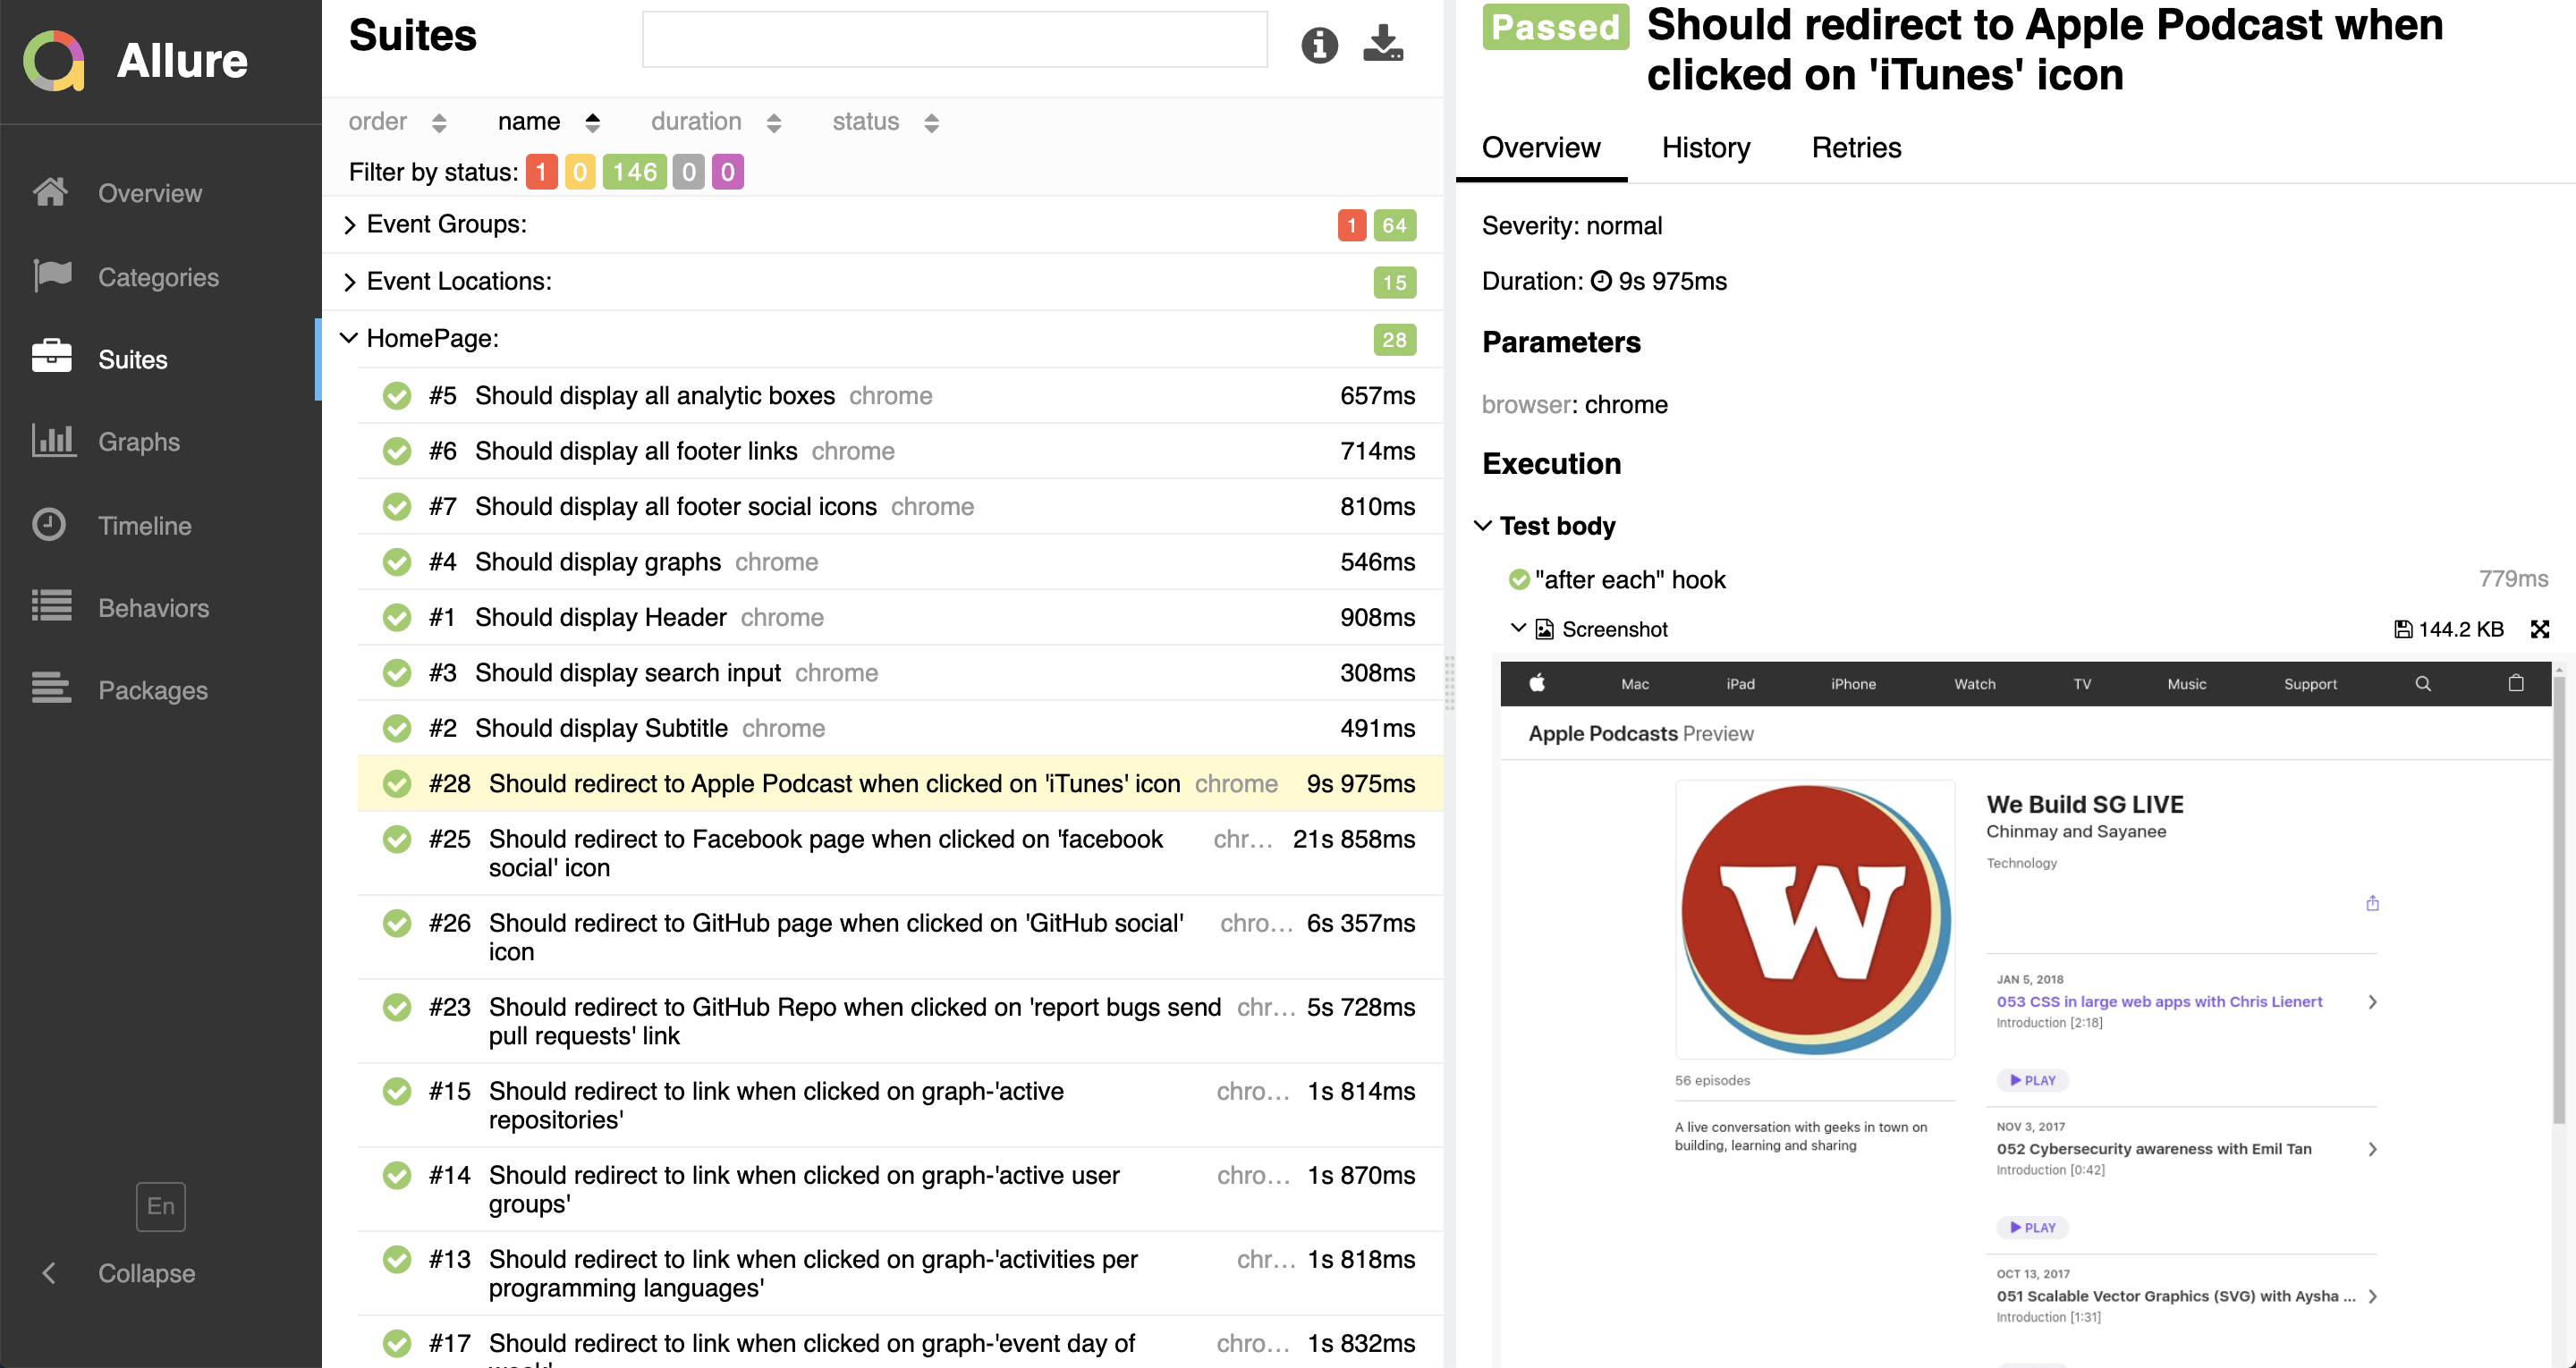 Allure
Overview
Categories
Suites
Graphs
Timeline
Behaviors
Packages
En
Collapse
Suites
order name duration status
Filter by status: 1 0 146 0 0
Event Groups: 1 64
Event Locations: 15
HomePage: 28
#5 Should display all analytic boxes chrome 657ms
#6 Should display all footer links chrome 714ms
#7 Should display all footer social icons chrome 810ms
#4 Should display graphs chrome 546ms
#1 Should display Header chrome 908ms
#3 Should display search input chrome 308ms
#2 Should display Subtitle chrome 491ms
#28 Should redirect to Apple Podcast when clicked on 'iTunes' icon chrome 9s 975ms
#25 Should redirect to Facebook page when clicked on 'facebook chr... 21s 858ms
social' icon
#26 Should redirect to GitHub page when clicked on 'GitHub social' chro... 6s 357ms
icon
#23 Should redirect to GitHub Repo when clicked on 'report bugs send chr... 5s 728ms
pull requests' link
#15 Should redirect to link when clicked on graph-'active chro... 1s 814ms
repositories'
#14 Should redirect to link when clicked on graph-'active user chro... 1s 870ms
groups'
#13 Should redirect to link when clicked on graph-'activities per chr... 1s 818ms
programming languages'
#17 Should redirect to link when clicked on graph-'event day of chro... 1s 832ms
Passed Should redirect to Apple Podcast when
clicked on 'iTunes' icon
Overview History Retries
Severity: normal
Duration: 9s 975ms
Parameters
browser: chrome
Execution
Test body
"after each" hook 779ms
Screenshot 144.2 KB
Mac iPad iPhone Watch TV Music Support
Apple Podcasts Preview
W
56 episodes
A live conversation with geeks in town on
building, learning and sharing
We Build SG LIVE
Chinmay and Sayanee
Technology
JAN 5, 2018
053 CSS in large web apps with Chris Lienert
Introduction [2:18]
PLAY
NOV 3, 2017
052 Cybersecurity awareness with Emil Tan
Introduction [0:42]
PLAY
OCT 13, 2017
051 Scalable Vector Graphics (SVG) with Aysha ...
Introduction [1:31]